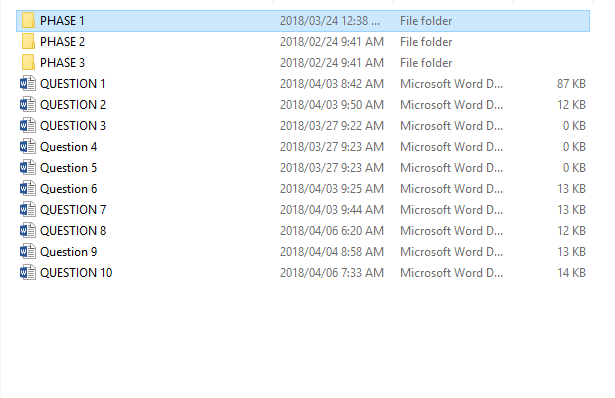 PHASE 1 2018/03/24 12:38 ... File folder
PHASE 2 2018/02/24 9:41 AM File folder
PHASE 3 2018/02/24 9:41 AM File folder
QUESTION 1 2018/04/03 8:42 AM Microsoft Word D... 87 KB
QUESTION 2 2018/04/03 9:50 AM Microsoft Word D... 12 KB
QUESTION 3 2018/03/27 9:22 AM Microsoft Word D... 0 KB
Question 4 2018/03/27 9:23 AM Microsoft Word D... 0 KB
Question 5 2018/03/27 9:23 AM Microsoft Word D... 0 KB
Question 6 2018/04/03 9:25 AM Microsoft Word D... 13 KB
QUESTION 7 2018/04/03 9:44 AM Microsoft Word D... 13 KB
QUESTION 8 2018/04/06 6:20 AM Microsoft Word D... 12 KB
Question 9 2018/04/04 8:58 AM Microsoft Word D... 13 KB
QUESTION 10 2018/04/06 7:33 AM Microsoft Word D... 14 KB